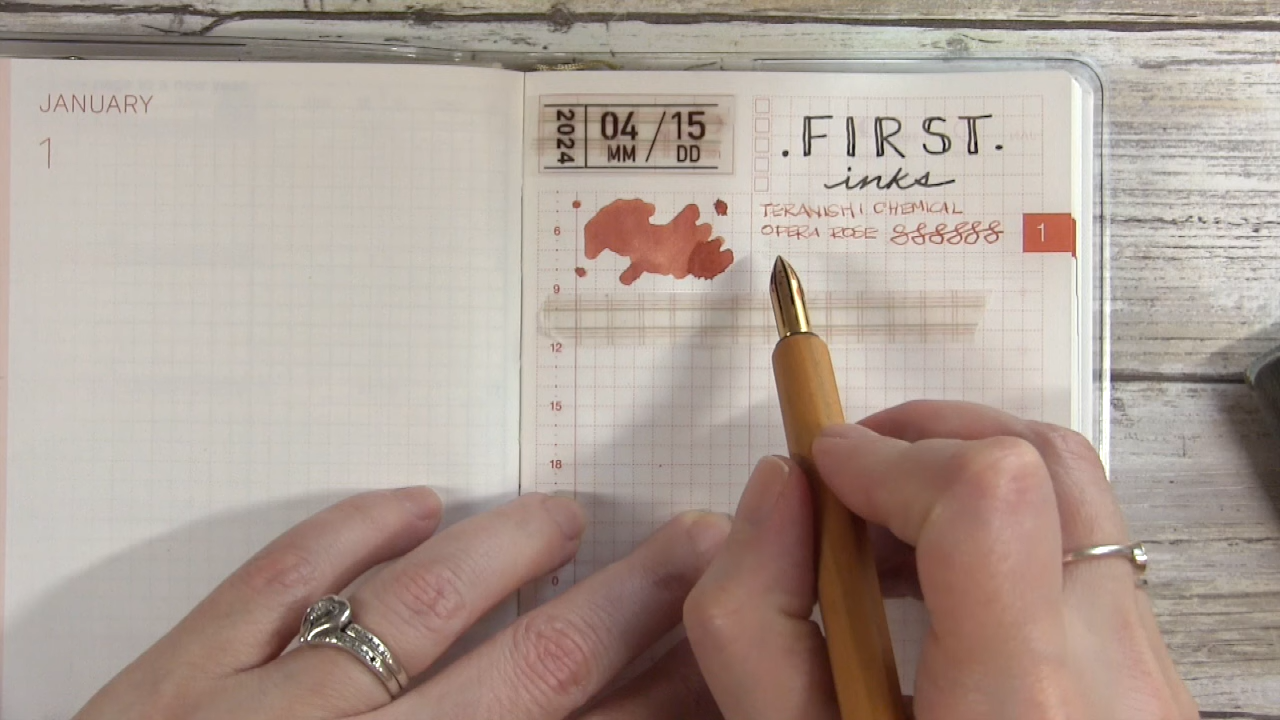 JANUARY
1
2024 04 / 15
MM DD
.FIRST.
inks
TERANISHI CHEMICAL
OPERA ROSE
1
6
9
12
15
18
0